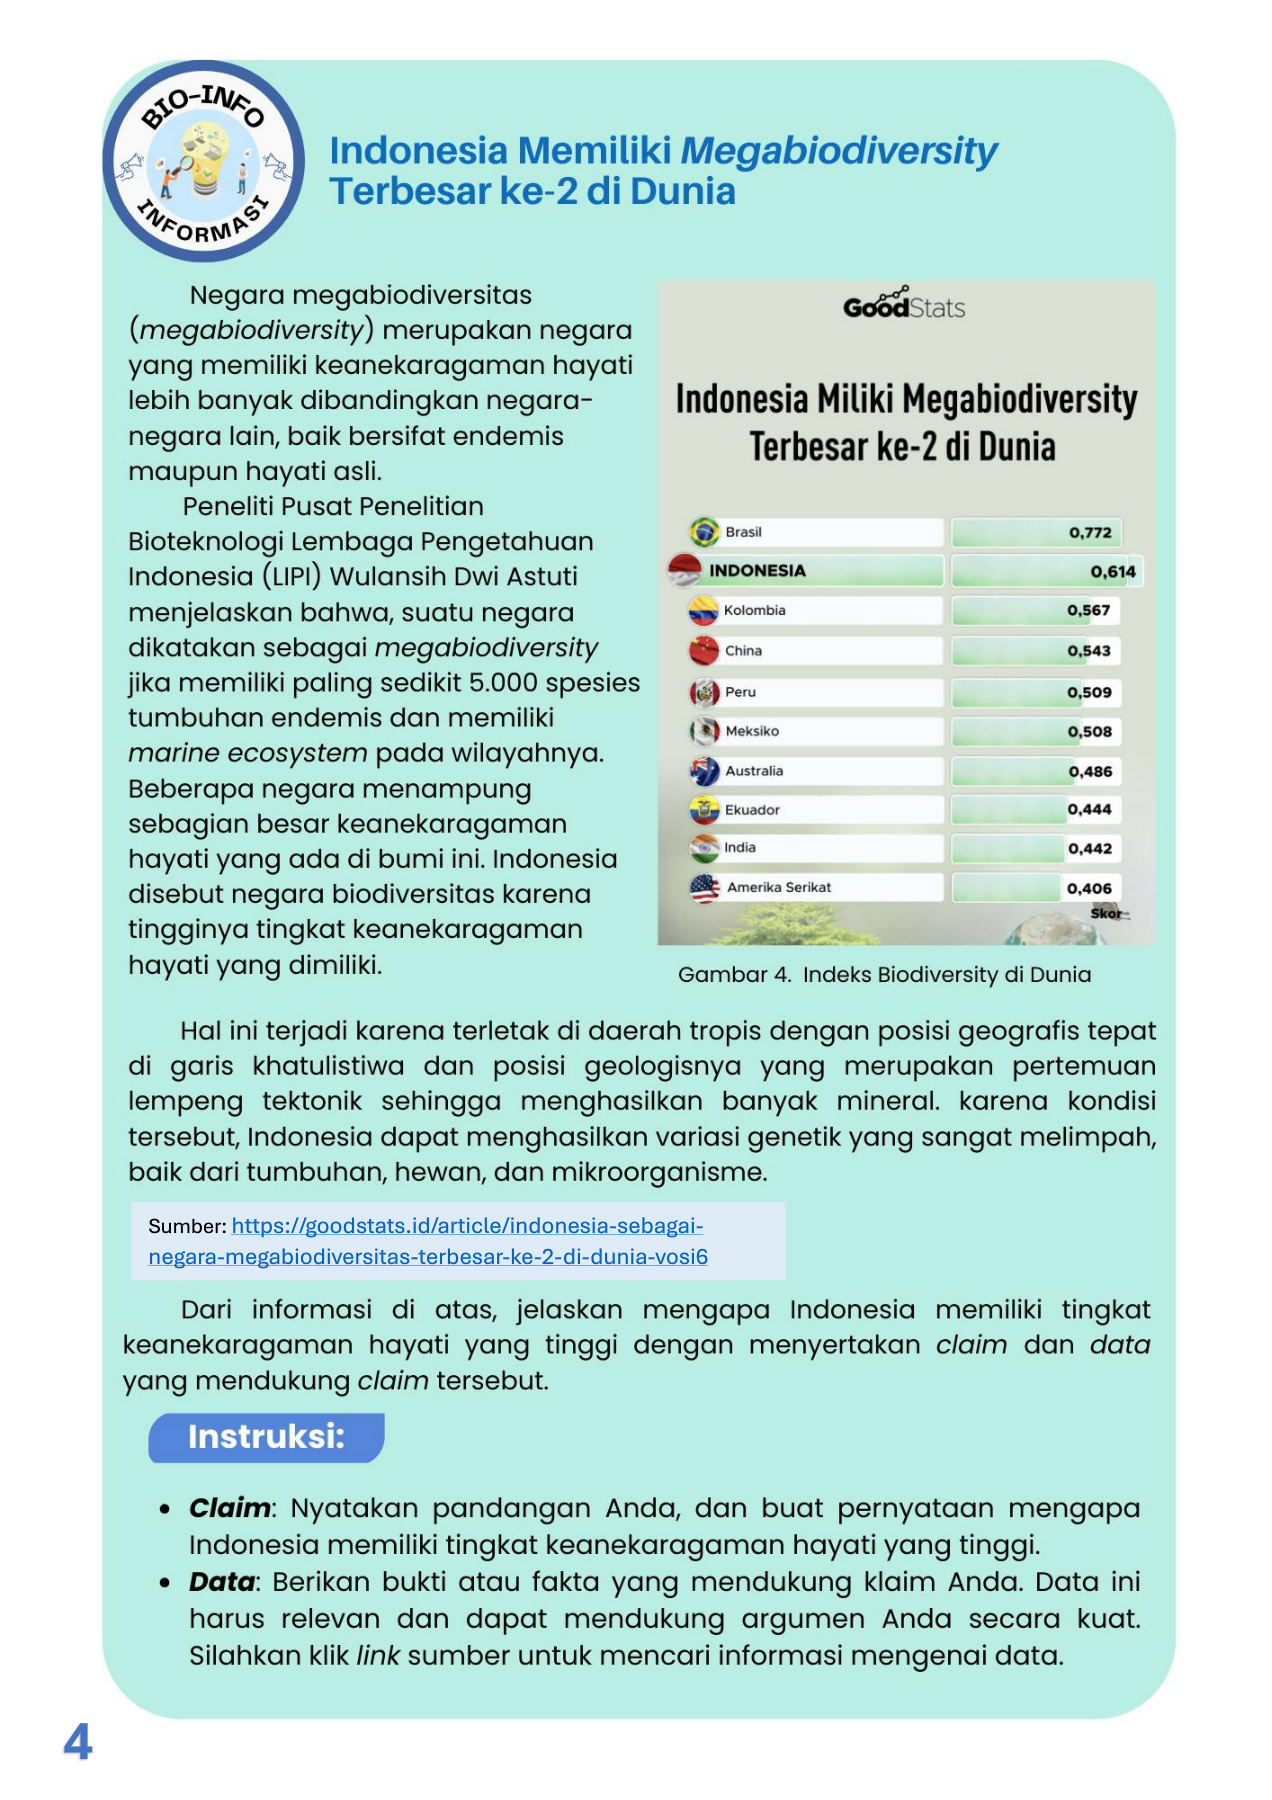 BIO-INFO
INFORMASI
Indonesia Memiliki Megabiodiversity
Terbesar ke-2 di Dunia
Negara megabiodiversitas
(megabiodiversity) merupakan negara
yang memiliki keanekaragaman hayati
lebih banyak dibandingkan negara-
negara lain, baik bersifat endemis
maupun hayati asli.
Peneliti Pusat Penelitian
Bioteknologi Lembaga Pengetahuan
Indonesia (LIPI) Wulansih Dwi Astuti
menjelaskan bahwa, suatu negara
dikatakan sebagai megabiodiversity
jika memiliki paling sedikit 5.000 spesies
tumbuhan endemis dan memiliki
marine ecosystem pada wilayahnya.
Beberapa negara menampung
sebagian besar keanekaragaman
hayati yang ada di bumi ini. Indonesia
disebut negara biodiversitas karena
tingginya tingkat keanekaragaman
hayati yang dimiliki.
GoodStats
Indonesia Miliki Megabiodiversity
Terbesar ke-2 di Dunia
Brasil 0,772
INDONESIA 0,614
Kolombia 0,567
China 0,543
Peru 0,509
Meksiko 0,508
Australia 0,486
Ekuador 0,444
India 0,442
Amerika Serikat 0,406
Skor
Gambar 4. Indeks Biodiversity di Dunia
Hal ini terjadi karena terletak di daerah tropis dengan posisi geografis tepat
di garis khatulistiwa dan posisi geologisnya yang merupakan pertemuan
lempeng tektonik sehingga menghasilkan banyak mineral. karena kondisi
tersebut, Indonesia dapat menghasilkan variasi genetik yang sangat melimpah,
baik dari tumbuhan, hewan, dan mikroorganisme.
Sumber: https://goodstats.id/article/indonesia-sebagai-
negara-megabiodiversitas-terbesar-ke-2-di-dunia-vosi6
Dari informasi di atas, jelaskan mengapa Indonesia memiliki tingkat
keanekaragaman hayati yang tinggi dengan menyertakan claim dan data
yang mendukung claim tersebut.
Instruksi:
• Claim: Nyatakan pandangan Anda, dan buat pernyataan mengapa
Indonesia memiliki tingkat keanekaragaman hayati yang tinggi.
• Data: Berikan bukti atau fakta yang mendukung klaim Anda. Data ini
harus relevan dan dapat mendukung argumen Anda secara kuat.
Silahkan klik link sumber untuk mencari informasi mengenai data.
4